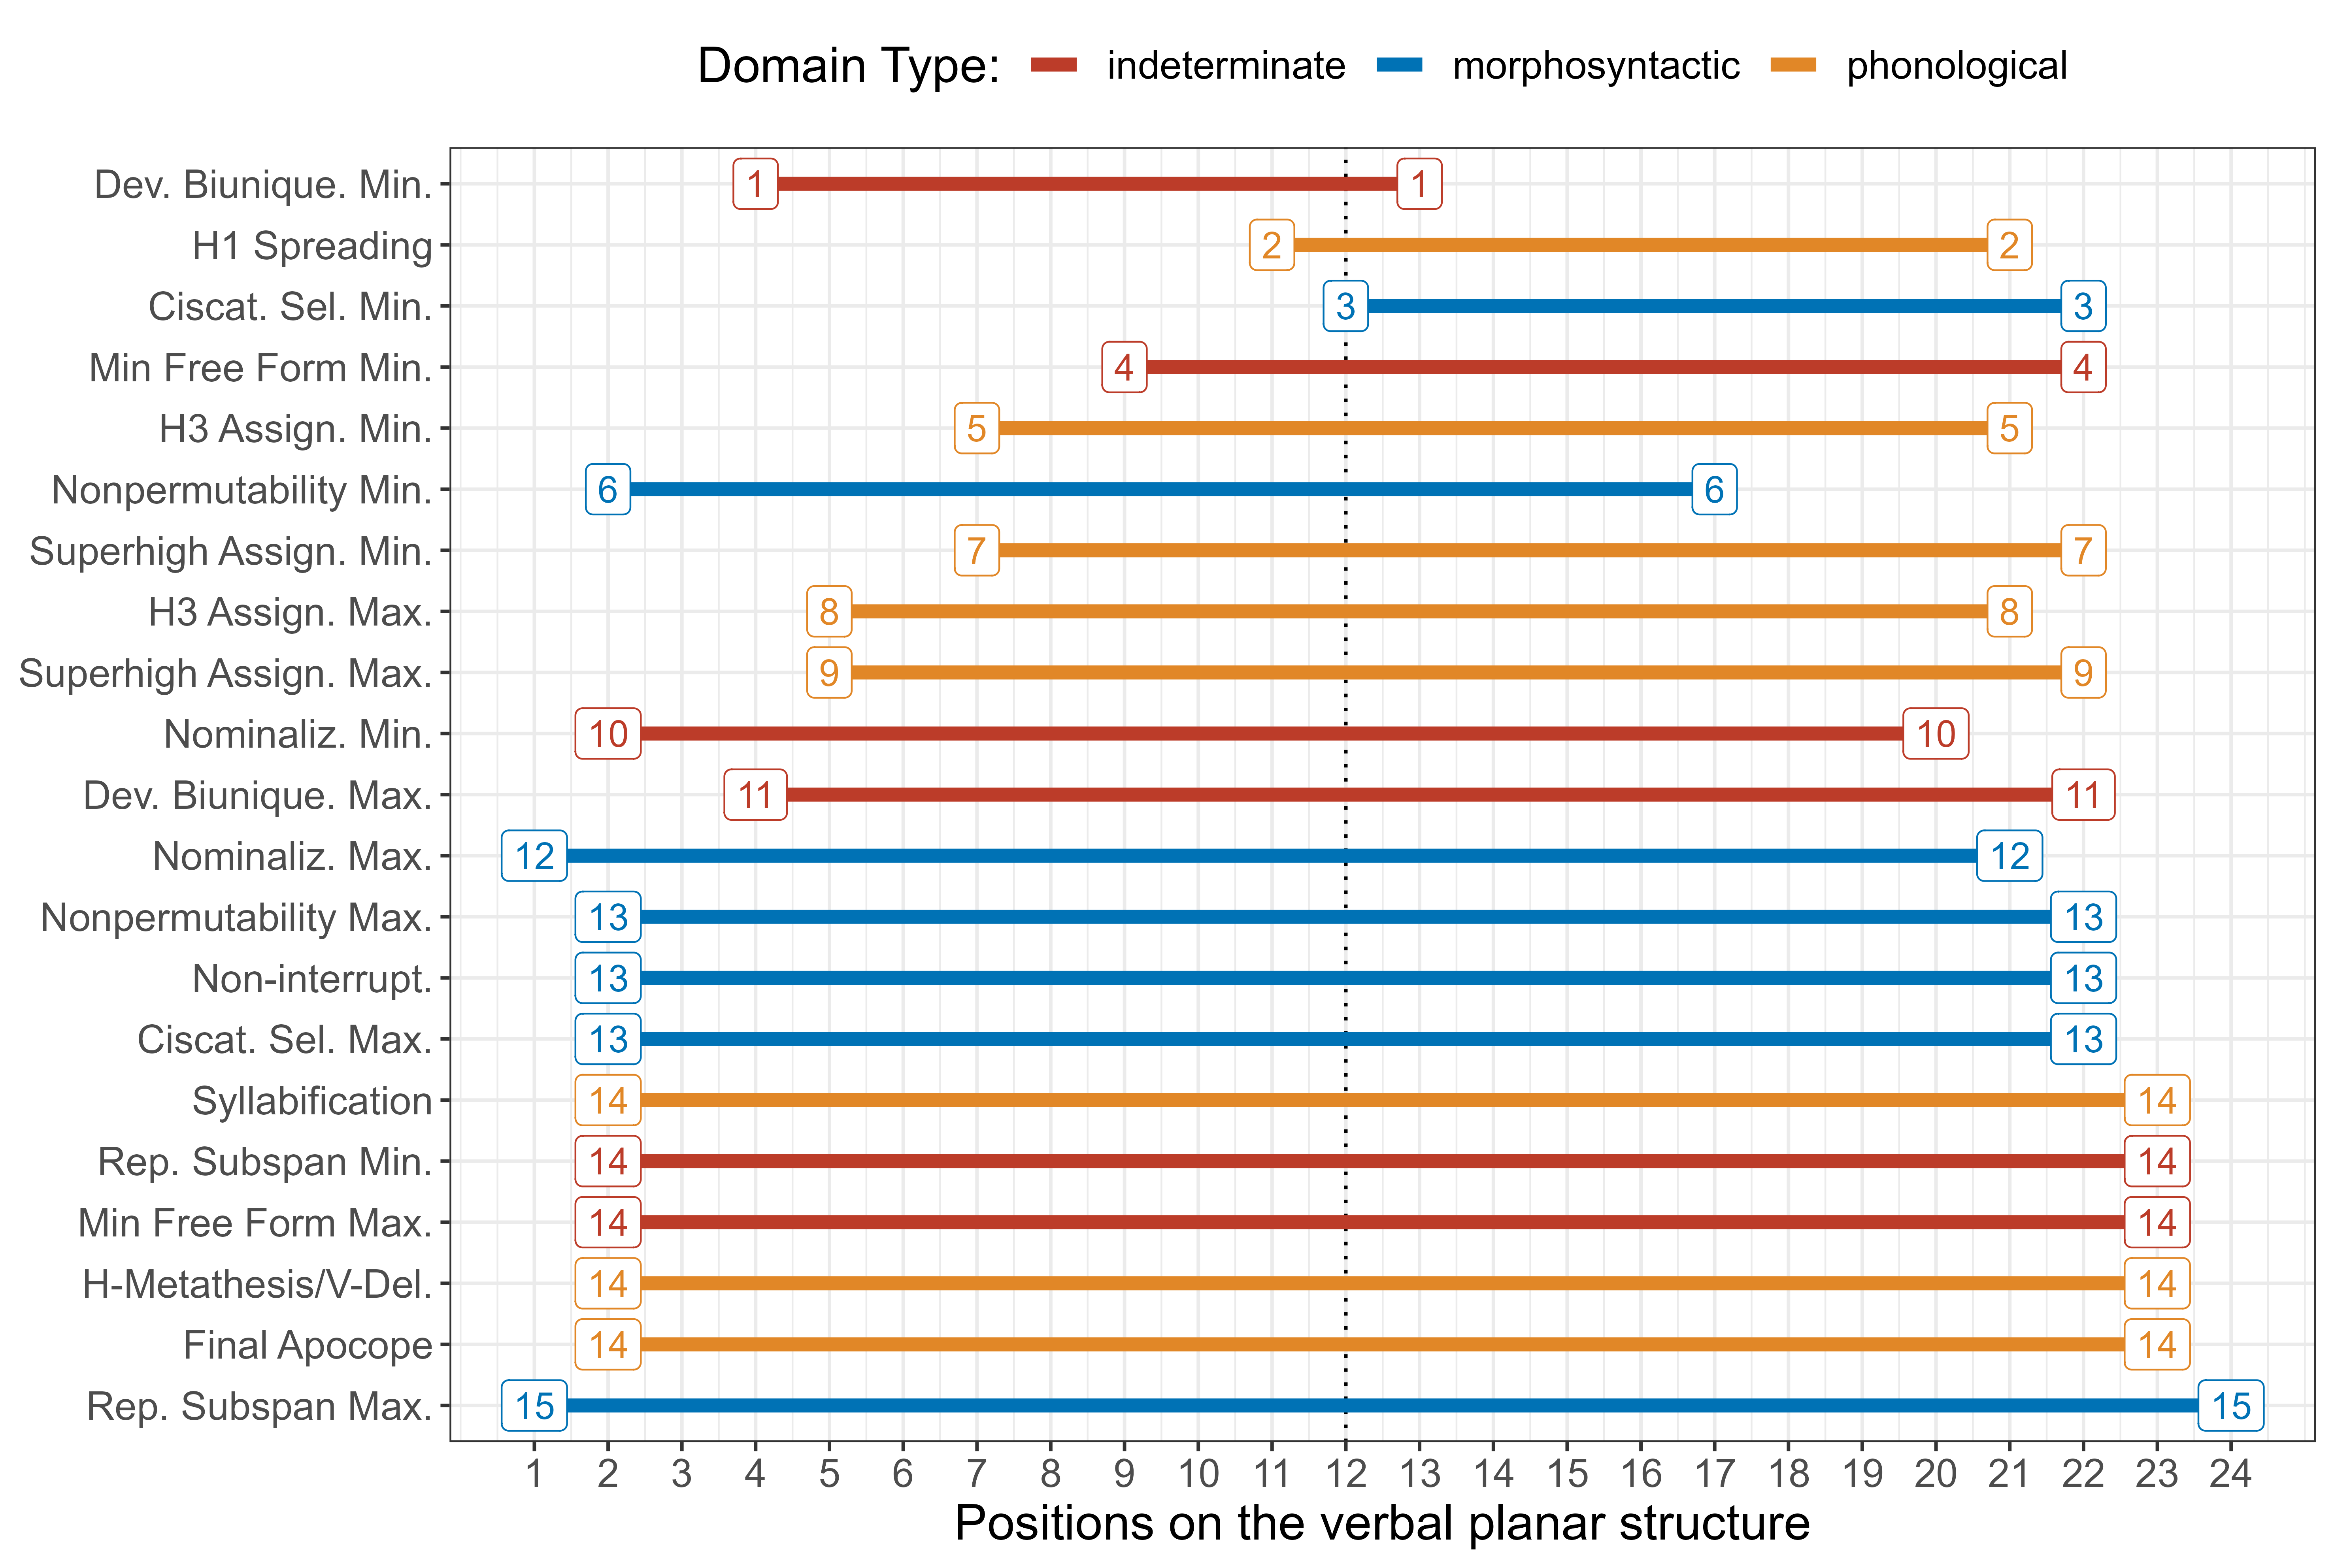 Domain Type: indeterminate morphosyntactic phonological
Dev. Biunique. Min. 1 1
H1 Spreading 2 2
Ciscat. Sel. Min. 3 3
Min Free Form Min. 4 4
H3 Assign. Min. 5 5
Nonpermutability Min. 6 6
Superhigh Assign. Min. 7 7
H3 Assign. Max. 8 8
Superhigh Assign. Max. 9 9
Nominaliz. Min. 10 10
Dev. Biunique. Max. 11 11
Nominaliz. Max. 12 12
Nonpermutability Max. 13 13
Non-interrupt. 13 13
Ciscat. Sel. Max. 13 13
Syllabification 14 14
Rep. Subspan Min. 14 14
Min Free Form Max. 14 14
H-Metathesis/V-Del. 14 14
Final Apocope 14 14
Rep. Subspan Max. 15 15
1 2 3 4 5 6 7 8 9 10 11 12 13 14 15 16 17 18 19 20 21 22 23 24
Positions on the verbal planar structure